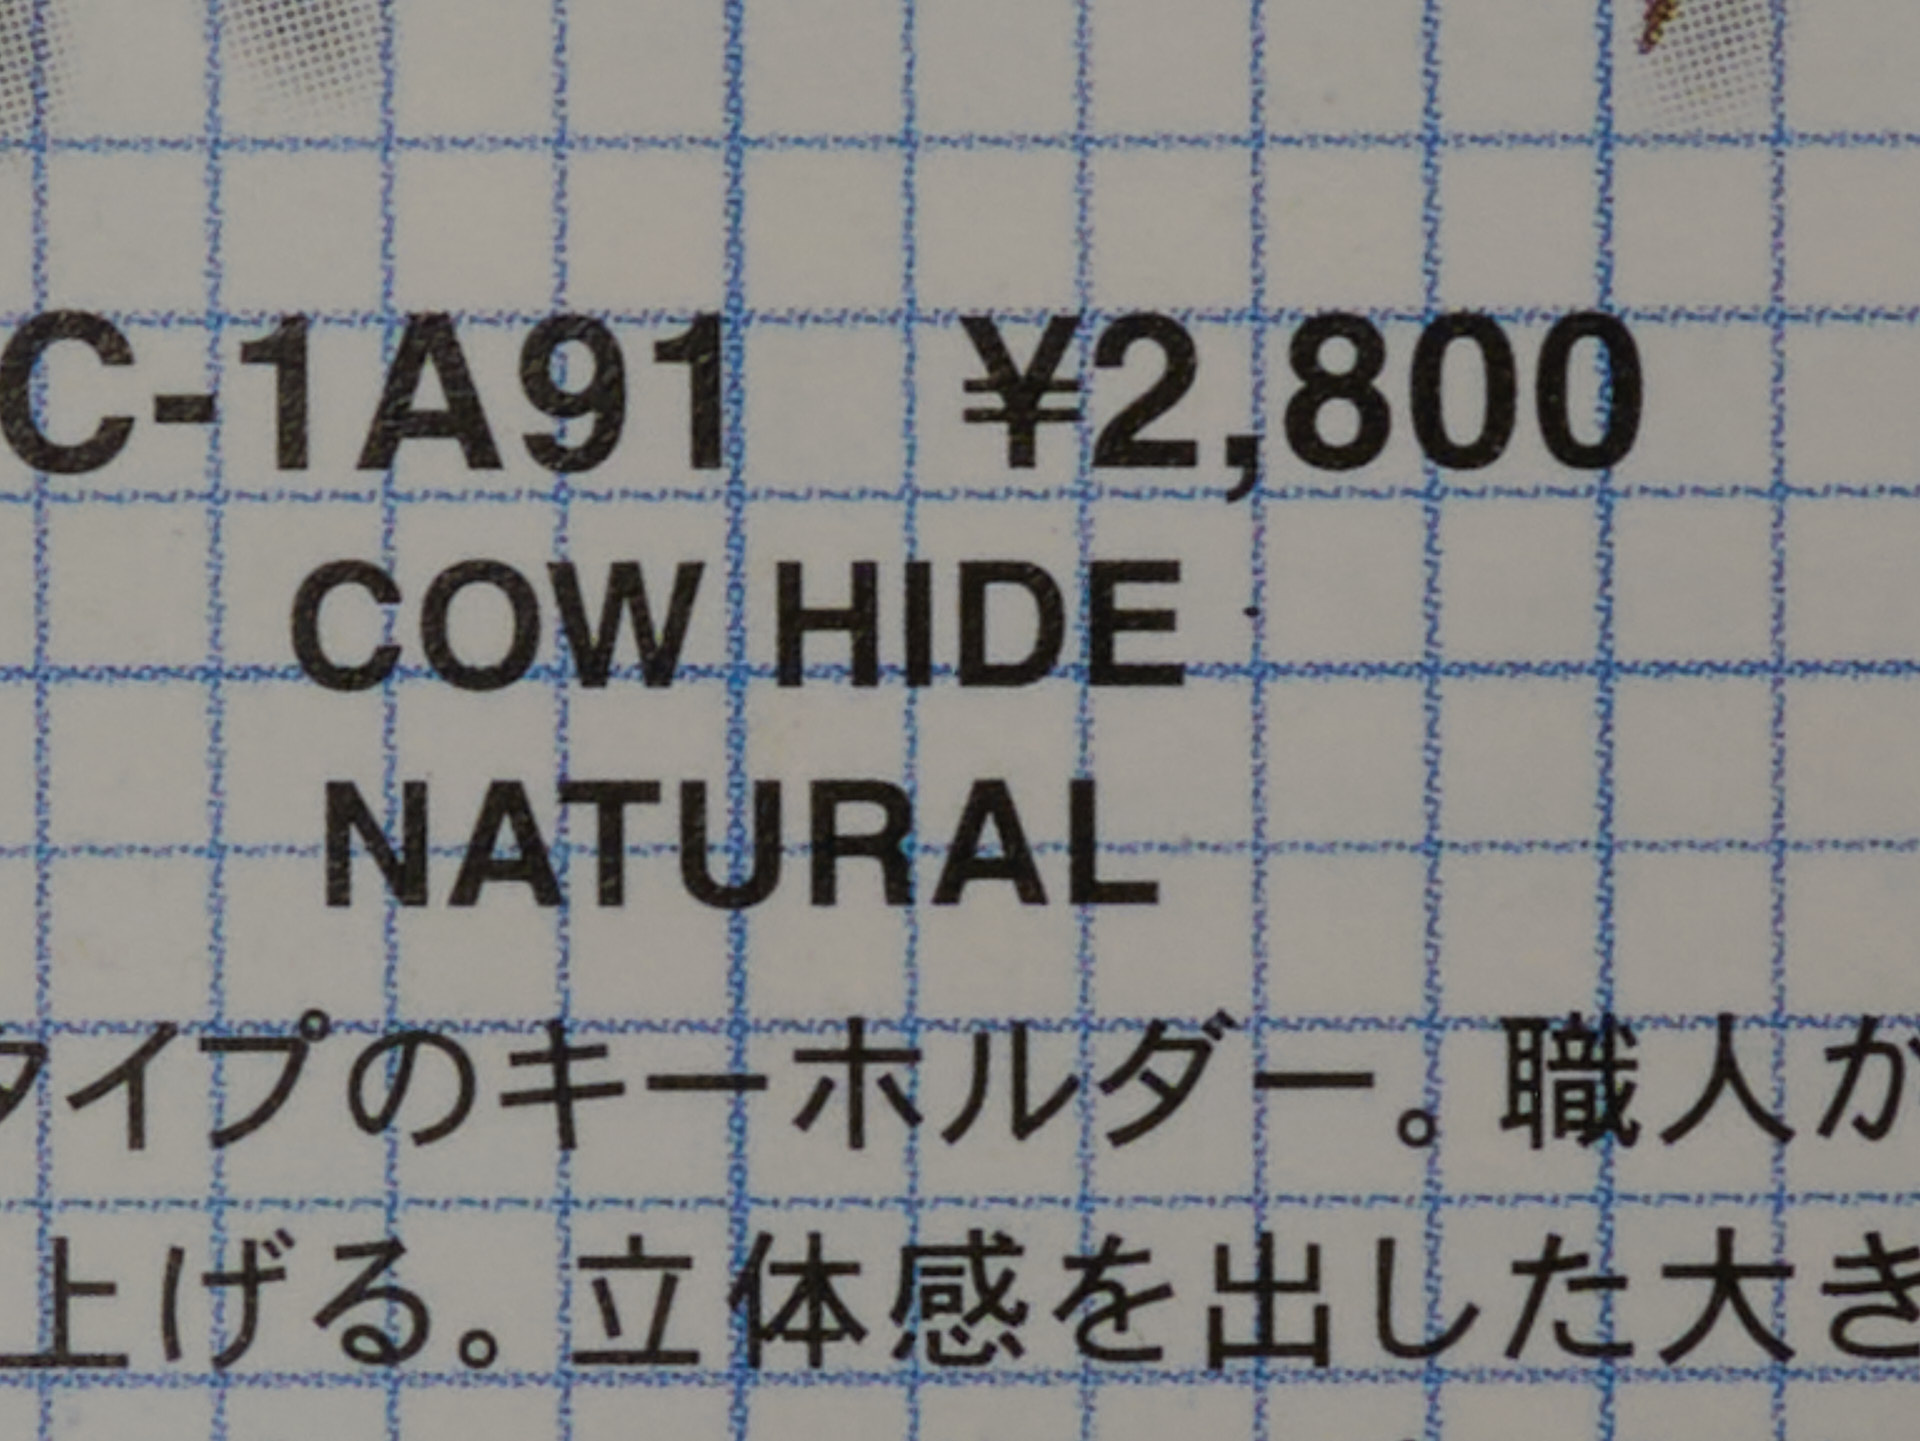 C-1A91 ¥2,800
COW HIDE
NATURAL
タイプのキーホルダー。職人が
上げる。立体感を出した大き